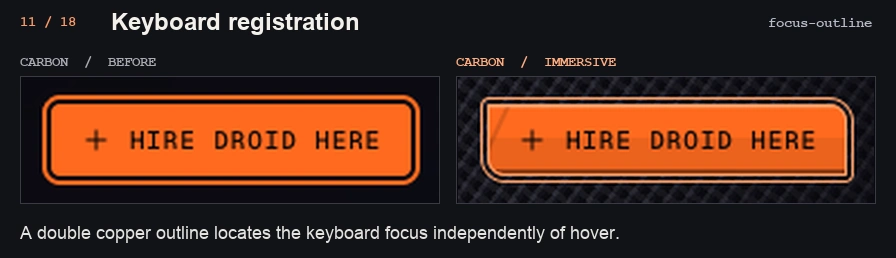 11 / 18 Keyboard registration focus-outline
CARBON / BEFORE CARBON / IMMERSIVE
+ HIRE DROID HERE + HIRE DROID HERE
A double copper outline locates the keyboard focus independently of hover.